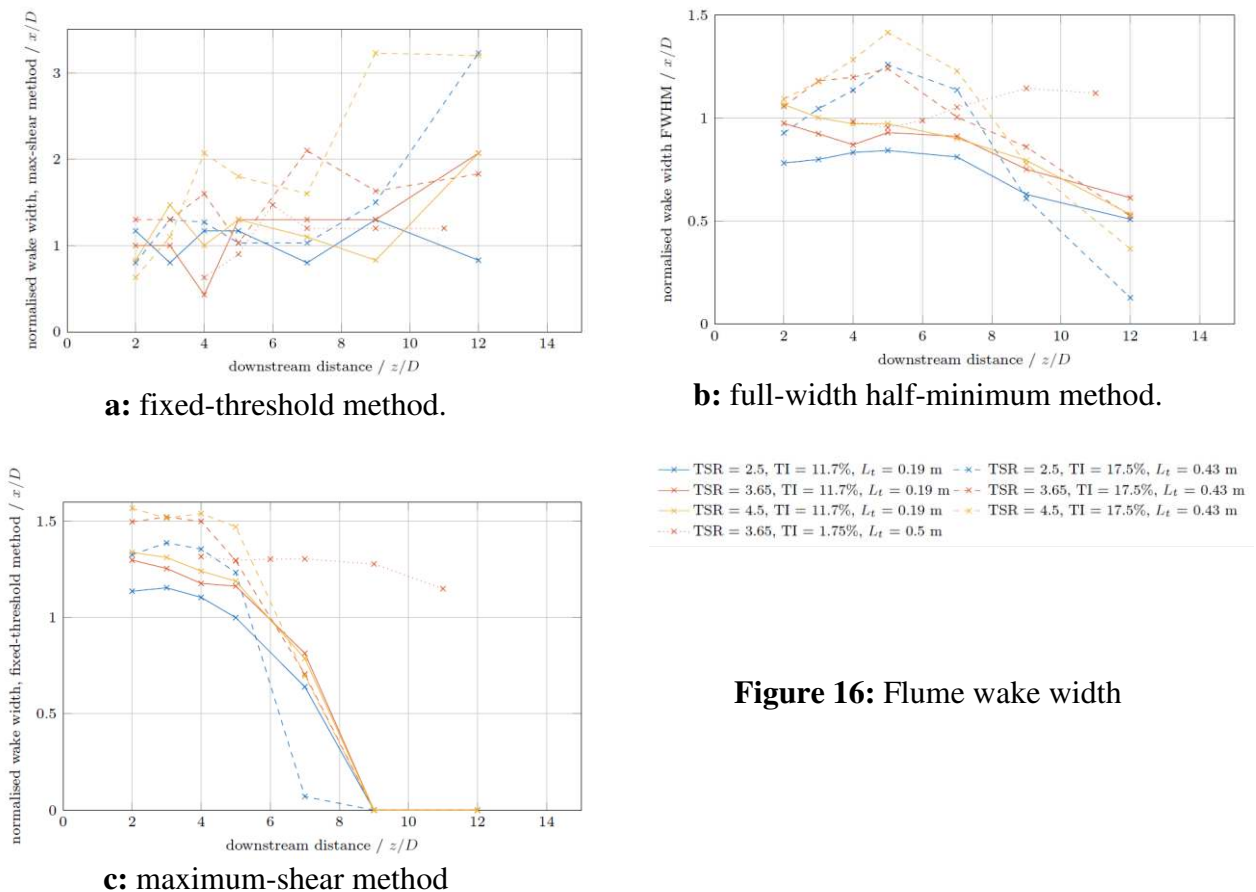 normalised wake width, max-shear method / x/D
3
2
1
0
0 2 4 6 8 10 12 14
downstream distance / z/D
a: fixed-threshold method.
normalised wake width FWHM / x/D
1.5
1
0.5
0
0 2 4 6 8 10 12 14
downstream distance / z/D
b: full-width half-minimum method.
normalised wake width, fixed-threshold method / x/D
1.5
1
0.5
0
0 2 4 6 8 10 12 14
downstream distance / z/D
c: maximum-shear method
TSR = 2.5, TI = 11.7%, Lt = 0.19 m TSR = 2.5, TI = 17.5%, Lt = 0.43 m
TSR = 3.65, TI = 11.7%, Lt = 0.19 m TSR = 3.65, TI = 17.5%, Lt = 0.43 m
TSR = 4.5, TI = 11.7%, Lt = 0.19 m TSR = 4.5, TI = 17.5%, Lt = 0.43 m
TSR = 3.65, TI = 1.75%, Lt = 0.5 m
Figure 16: Flume wake width